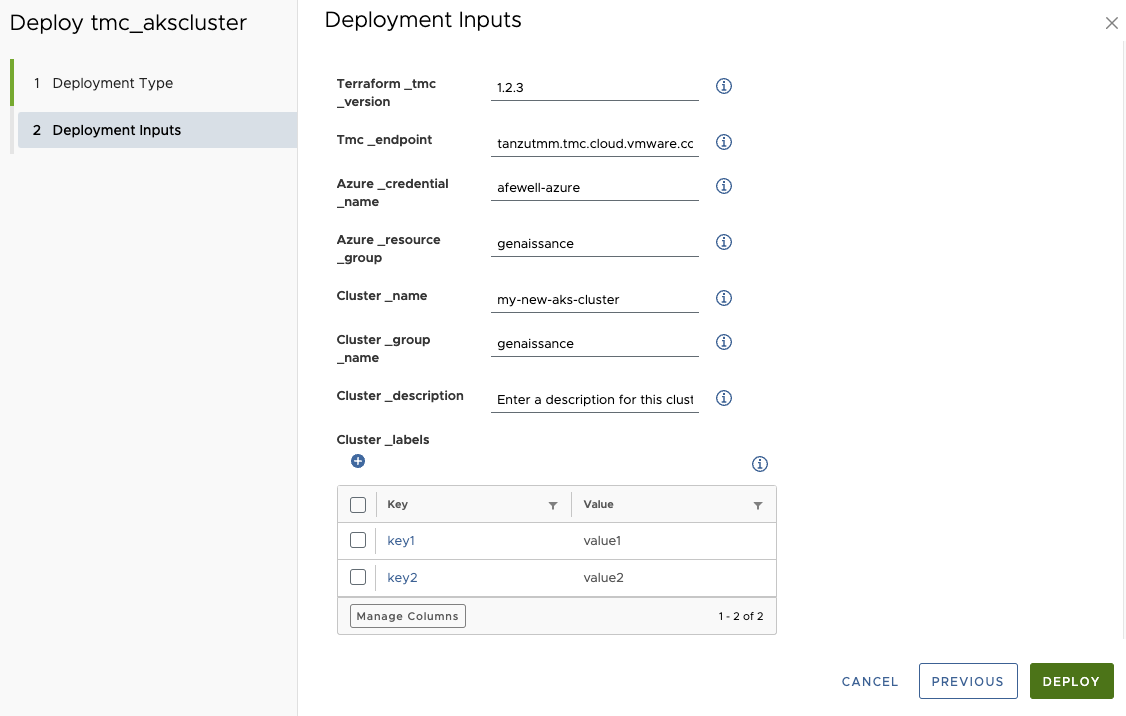 Deploy tmc_akscluster
1 Deployment Type
2 Deployment Inputs
Deployment Inputs
Terraform _tmc
_version
1.2.3
Tmc _endpoint
tanzutmm.tmc.cloud.vmware.cc
Azure _credential
_name
afewell-azure
Azure _resource
_group
genaissance
Cluster _name
my-new-aks-cluster
Cluster _group
_name
genaissance
Cluster _description
Enter a description for this clust
Cluster _labels
Key Value
key1 value1
key2 value2
Manage Columns 1 - 2 of 2
CANCEL PREVIOUS DEPLOY